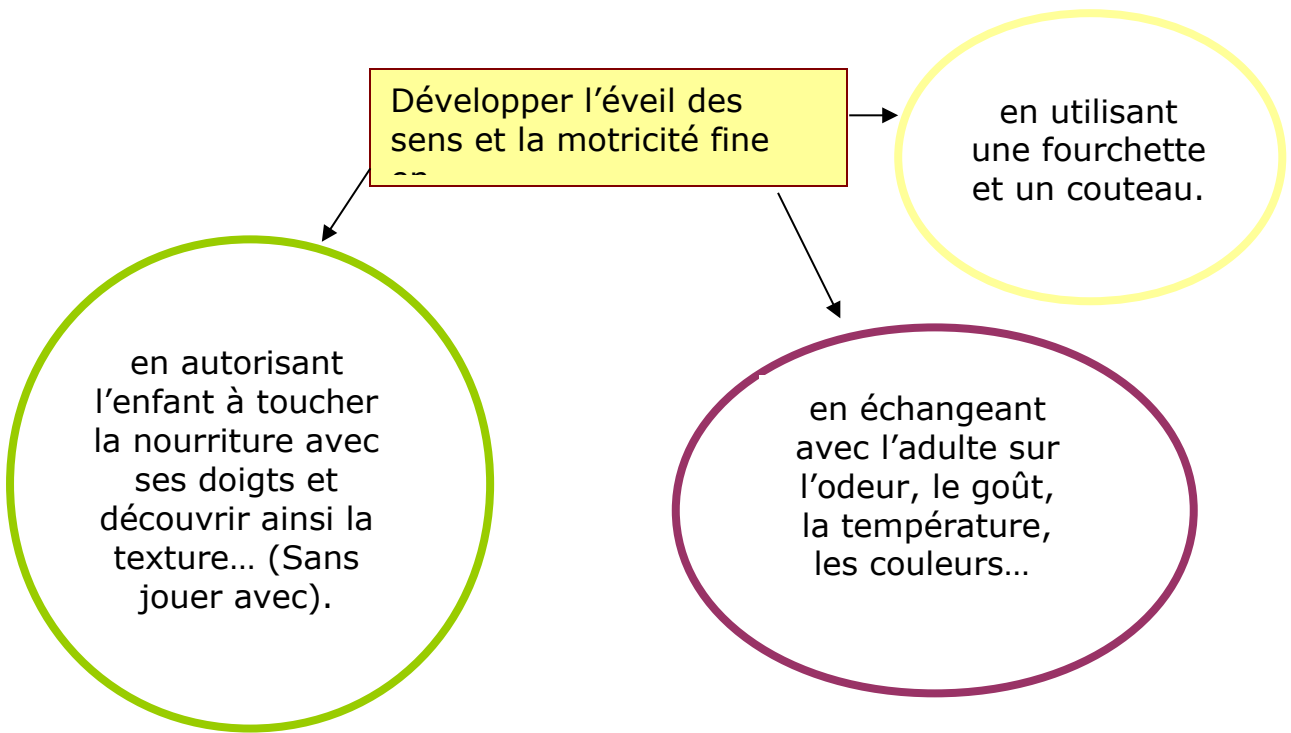 Développer l’éveil des
sens et la motricité fine
en utilisant
une fourchette
et un couteau.
en autorisant
l’enfant à toucher
la nourriture avec
ses doigts et
découvrir ainsi la
texture… (Sans
jouer avec).
en échangeant
avec l’adulte sur
l’odeur, le goût,
la température,
les couleurs…